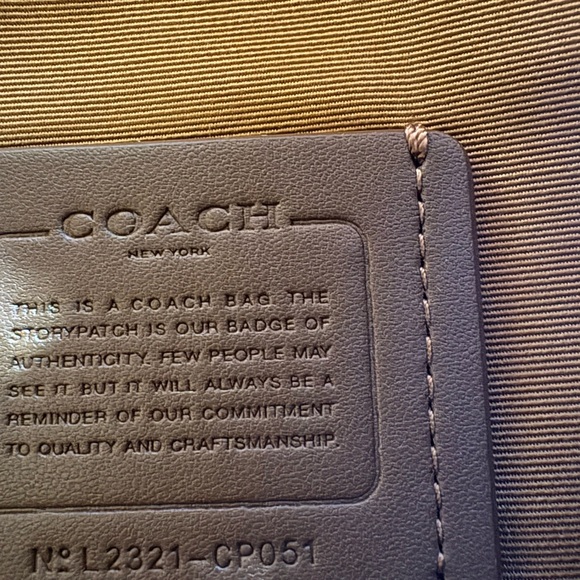 COACH
NEW YORK
THIS IS A COACH BAG. THE
STORYPATCH IS OUR BADGE OF
AUTHENTICITY. FEW PEOPLE MAY
SEE IT. BUT IT WILL ALWAYS BE A
REMINDER OF OUR COMMITMENT
TO QUALITY AND CRAFTSMANSHIP.
Nº L2321-CP051